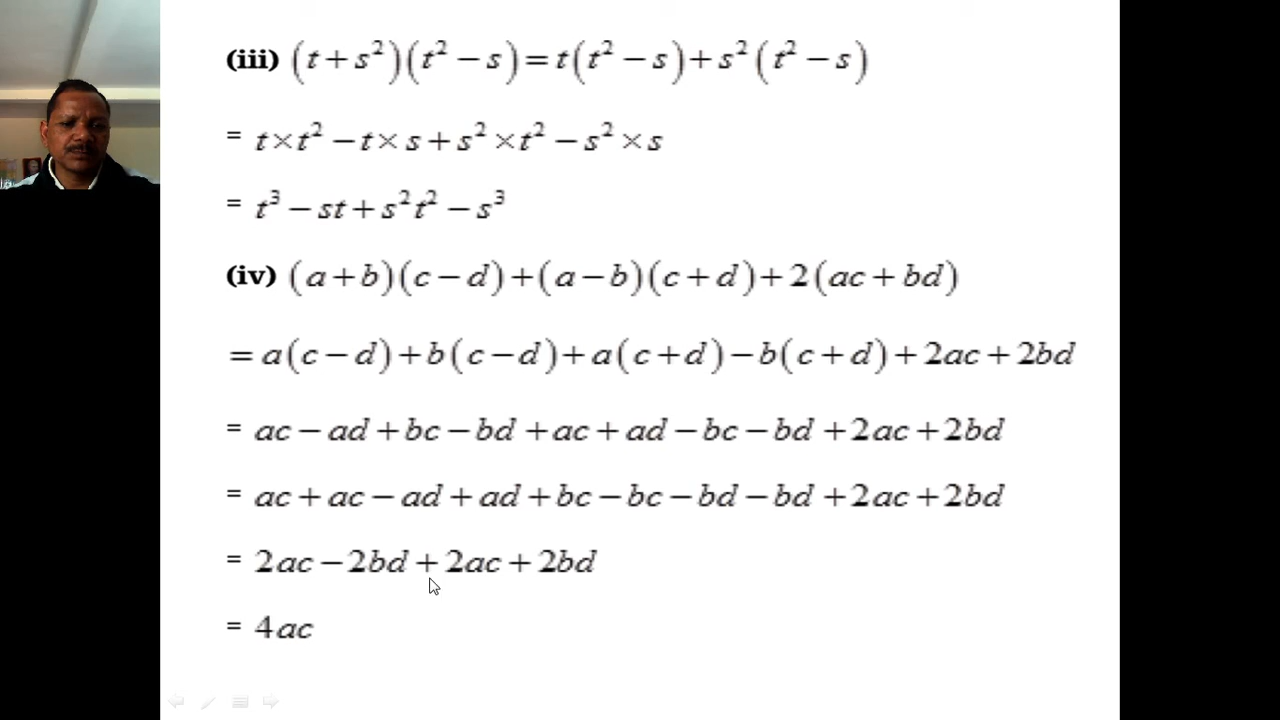 (iii) (t+s²)(t²−s)=t(t²−s)+s²(t²−s)
= t×t²−t×s+s²×t²−s²×s
= t³−st+s²t²−s³
(iv) (a+b)(c−d)+(a−b)(c+d)+2(ac+bd)
=a(c−d)+b(c−d)+a(c+d)−b(c+d)+2ac+2bd
= ac−ad+bc−bd+ac+ad−bc−bd+2ac+2bd
= ac+ac−ad+ad+bc−bc−bd−bd+2ac+2bd
= 2ac−2bd+2ac+2bd
= 4ac